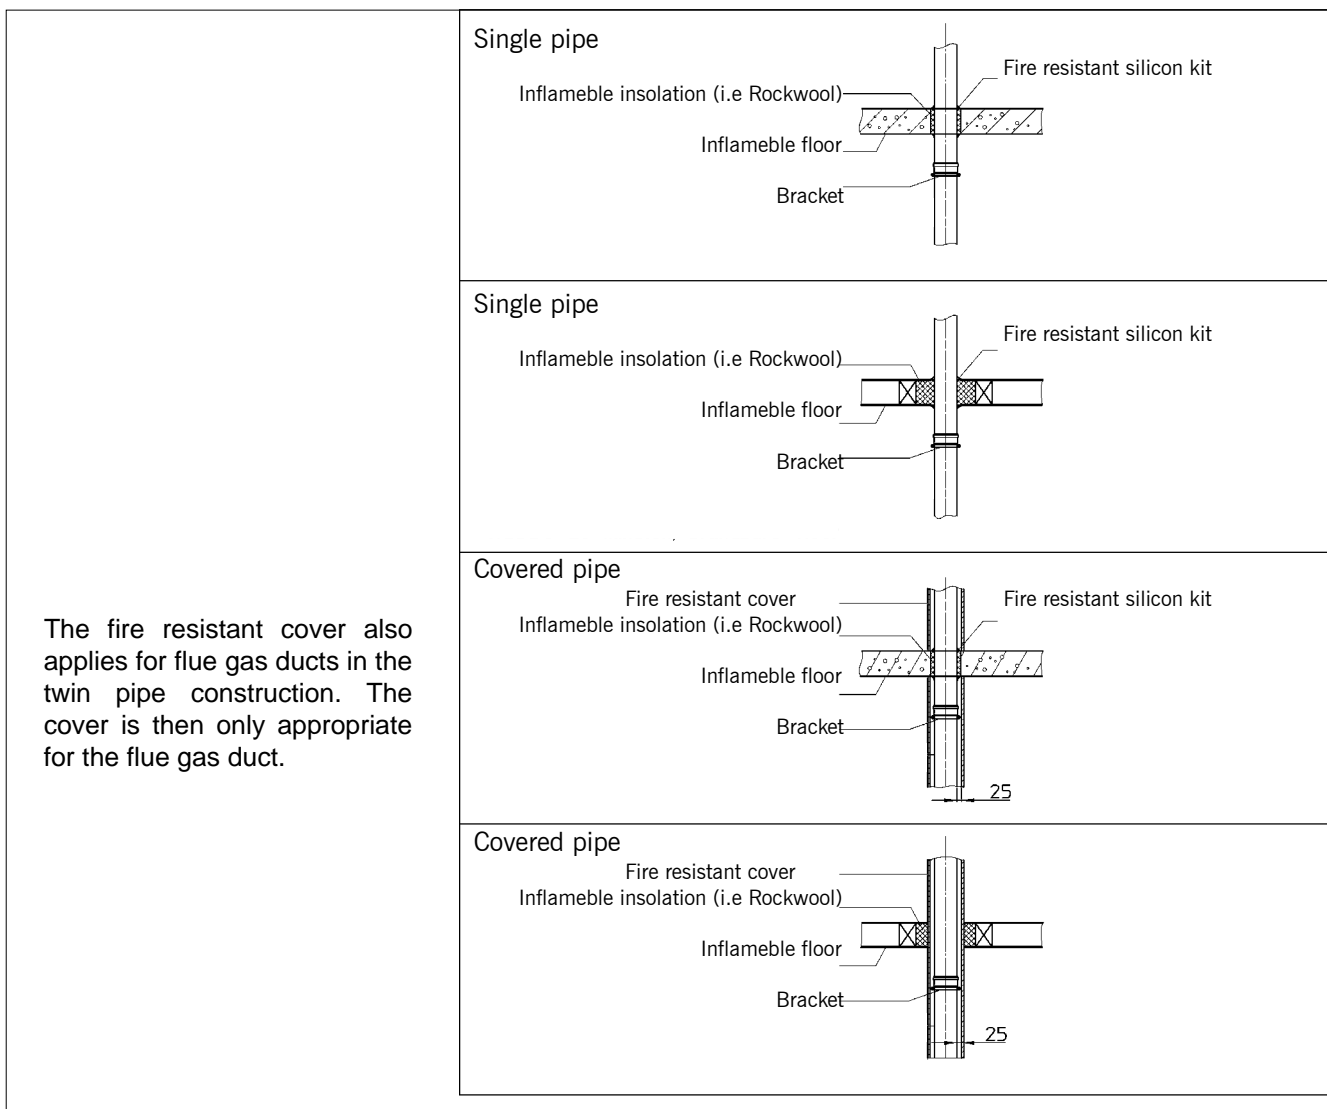 Single pipe
Fire resistant silicon kit
Inflameble insolation (i.e Rockwool)
Inflameble floor
Bracket
Single pipe
Fire resistant silicon kit
Inflameble insolation (i.e Rockwool)
Inflameble floor
Bracket
The fire resistant cover also
applies for flue gas ducts in the
twin pipe construction. The
cover is then only appropriate
for the flue gas duct.
Covered pipe
Fire resistant cover
Fire resistant silicon kit
Inflameble insolation (i.e Rockwool)
Inflameble floor
Bracket
25
Covered pipe
Fire resistant cover
Inflameble insolation (i.e Rockwool)
Inflameble floor
Bracket
25